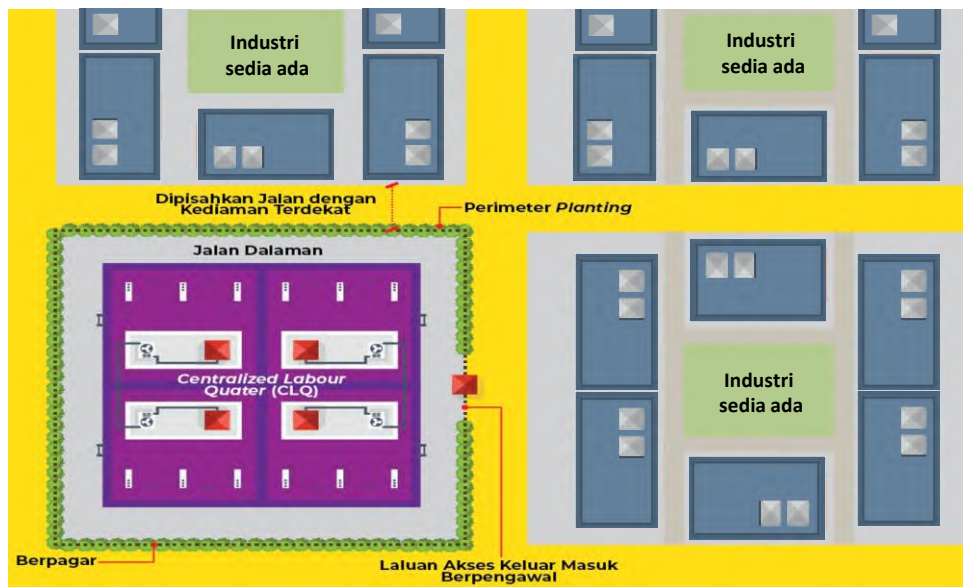 Industri
sedia ada
Industri
sedia ada
Dipisahkan Jalan dengan
Kediaman Terdekat
Perimeter Planting
Jalan Dalaman
Centralized Labour
Quater (CLQ)
Industri
sedia ada
Berpagar
Laluan Akses Keluar Masuk
Berpengawal